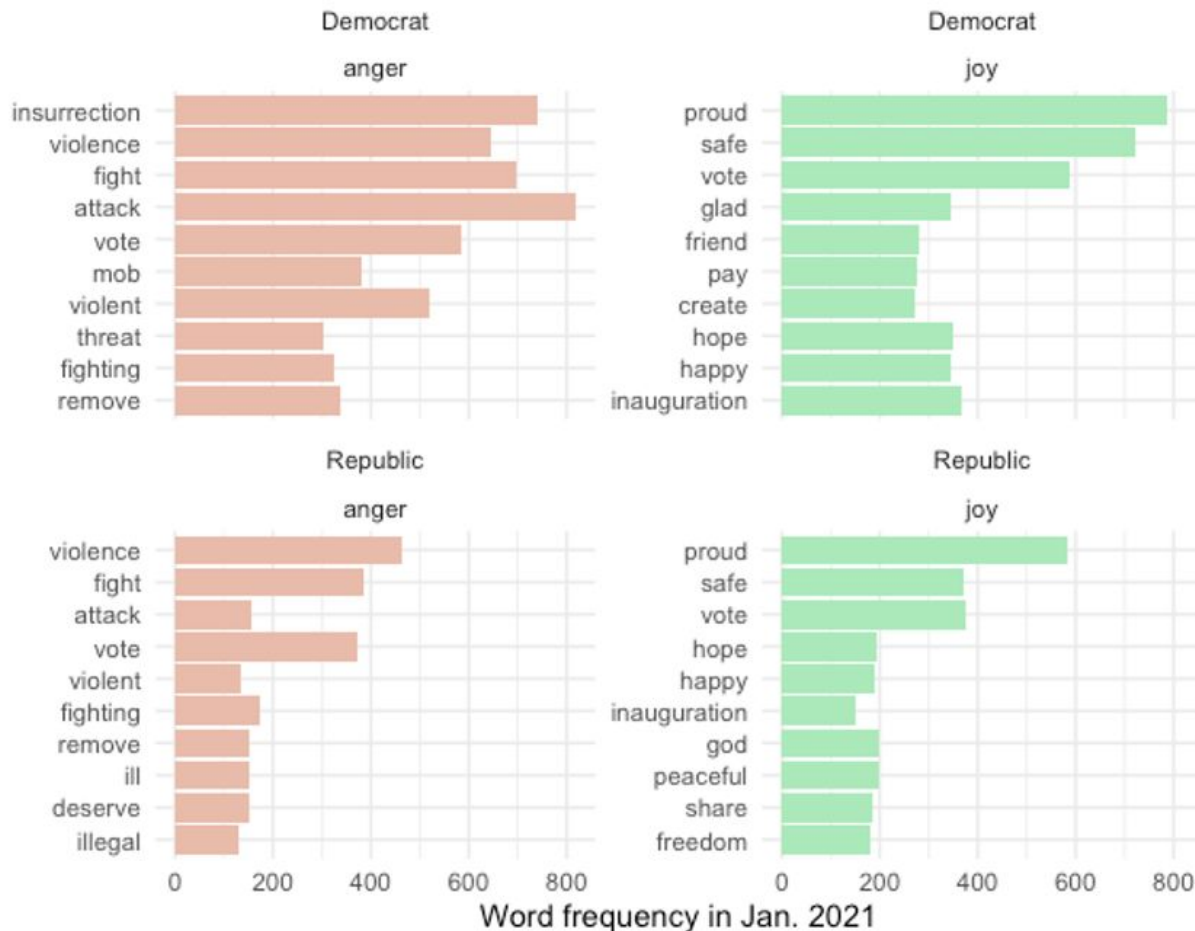 Democrat
anger
insurrection
violence
fight
attack
vote
mob
violent
threat
fighting
remove
Democrat
joy
proud
safe
vote
glad
friend
pay
create
hope
happy
inauguration
Republic
anger
violence
fight
attack
vote
violent
fighting
remove
ill
deserve
illegal
0 200 400 600 800
Republic
joy
proud
safe
vote
hope
happy
inauguration
god
peaceful
share
freedom
0 200 400 600 800
Word frequency in Jan. 2021